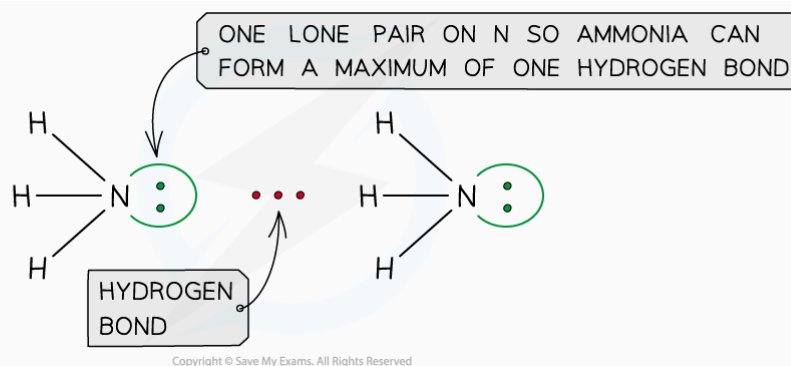 ONE LONE PAIR ON N SO AMMONIA CAN
FORM A MAXIMUM OF ONE HYDROGEN BOND
H H
H N : H N :
H H
HYDROGEN
BOND
Copyright © Save My Exams. All Rights Reserved